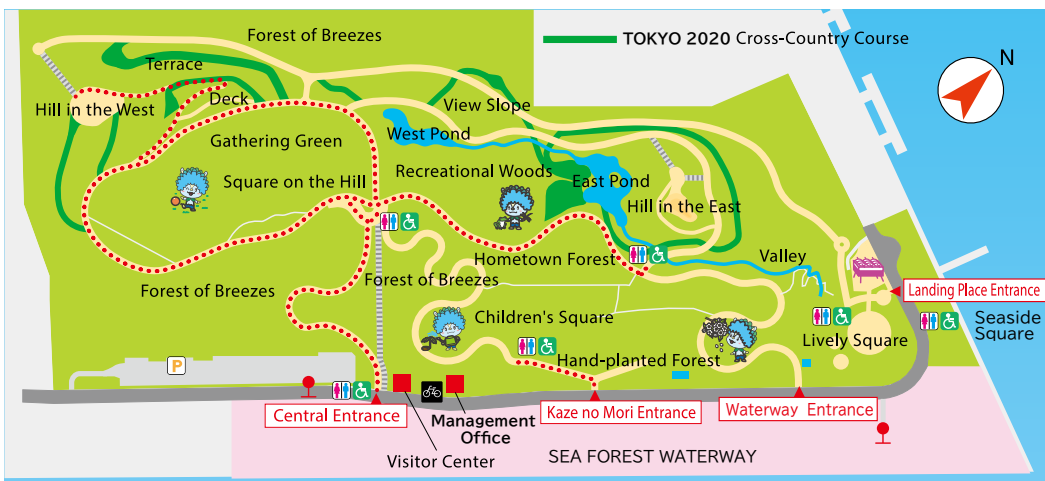 Forest of Breezes
TOKYO 2020 Cross-Country Course
N
Terrace
Hill in the West
Deck
View Slope
Gathering Green
West Pond
Square on the Hill
Recreational Woods
East Pond
Hill in the East
Hometown Forest
Valley
Forest of Breezes
Forest of Breezes
Landing Place Entrance
Children's Square
Seaside
Square
Lively Square
Hand-planted Forest
P
Central Entrance
Kaze no Mori Entrance
Waterway Entrance
Management
Office
Visitor Center
SEA FOREST WATERWAY